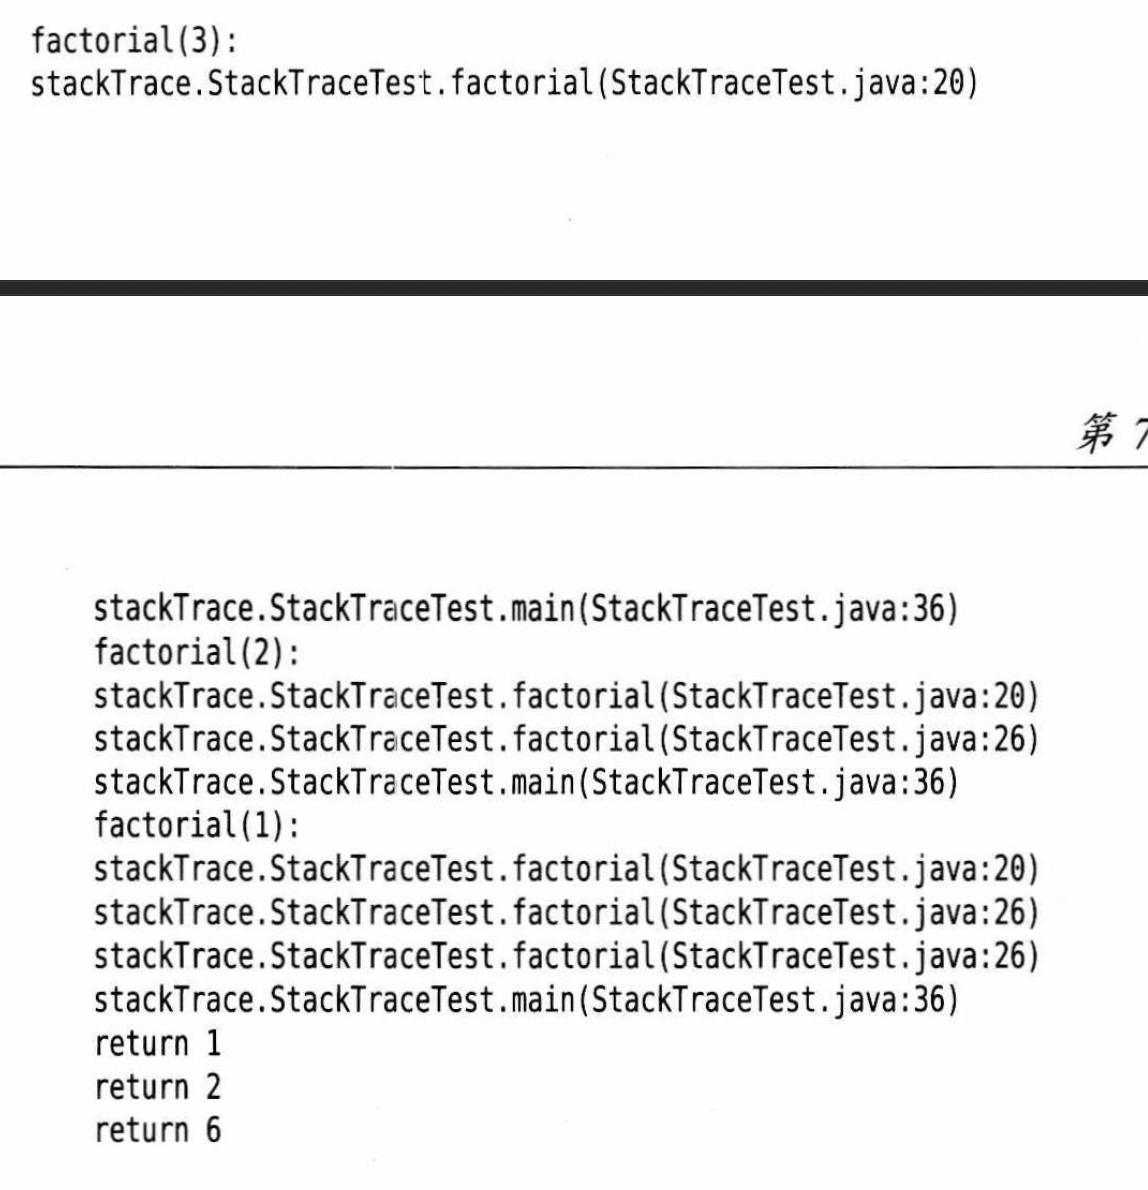 factorial(3):
stackTrace.StackTraceTest.factorial(StackTraceTest.java:20)
第 7
stackTrace.StackTraceTest.main(StackTraceTest.java:36)
factorial(2):
stackTrace.StackTraceTest.factorial(StackTraceTest.java:20)
stackTrace.StackTraceTest.factorial(StackTraceTest.java:26)
stackTrace.StackTraceTest.main(StackTraceTest.java:36)
factorial(1):
stackTrace.StackTraceTest.factorial(StackTraceTest.java:20)
stackTrace.StackTraceTest.factorial(StackTraceTest.java:26)
stackTrace.StackTraceTest.factorial(StackTraceTest.java:26)
stackTrace.StackTraceTest.main(StackTraceTest.java:36)
return 1
return 2
return 6